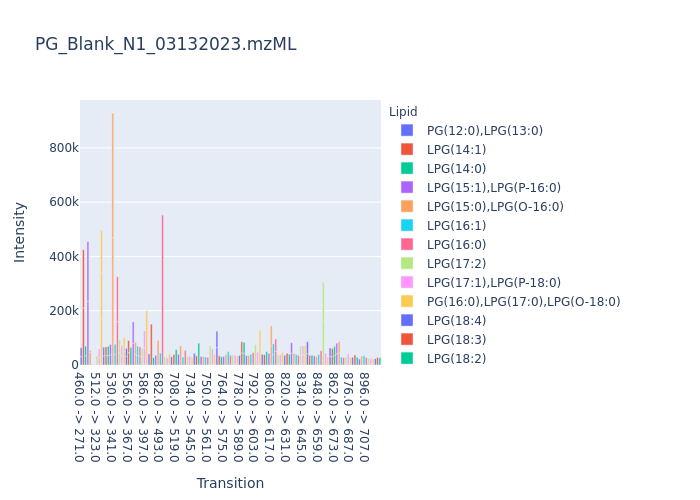 PG_Blank_N1_03132023.mzML
Lipid
PG(12:0),LPG(13:0)
LPG(14:1)
LPG(14:0)
LPG(15:1),LPG(P-16:0)
LPG(15:0),LPG(O-16:0)
LPG(16:1)
LPG(16:0)
LPG(17:2)
LPG(17:1),LPG(P-18:0)
PG(16:0),LPG(17:0),LPG(O-18:0)
LPG(18:4)
LPG(18:3)
LPG(18:2)
Intensity
800k
600k
400k
200k
0
460.0 -> 271.0
512.0 -> 323.0
530.0 -> 341.0
556.0 -> 367.0
586.0 -> 397.0
682.0 -> 493.0
708.0 -> 519.0
734.0 -> 545.0
750.0 -> 561.0
764.0 -> 575.0
778.0 -> 589.0
792.0 -> 603.0
806.0 -> 617.0
820.0 -> 631.0
834.0 -> 645.0
848.0 -> 659.0
862.0 -> 673.0
876.0 -> 687.0
896.0 -> 707.0
Transition